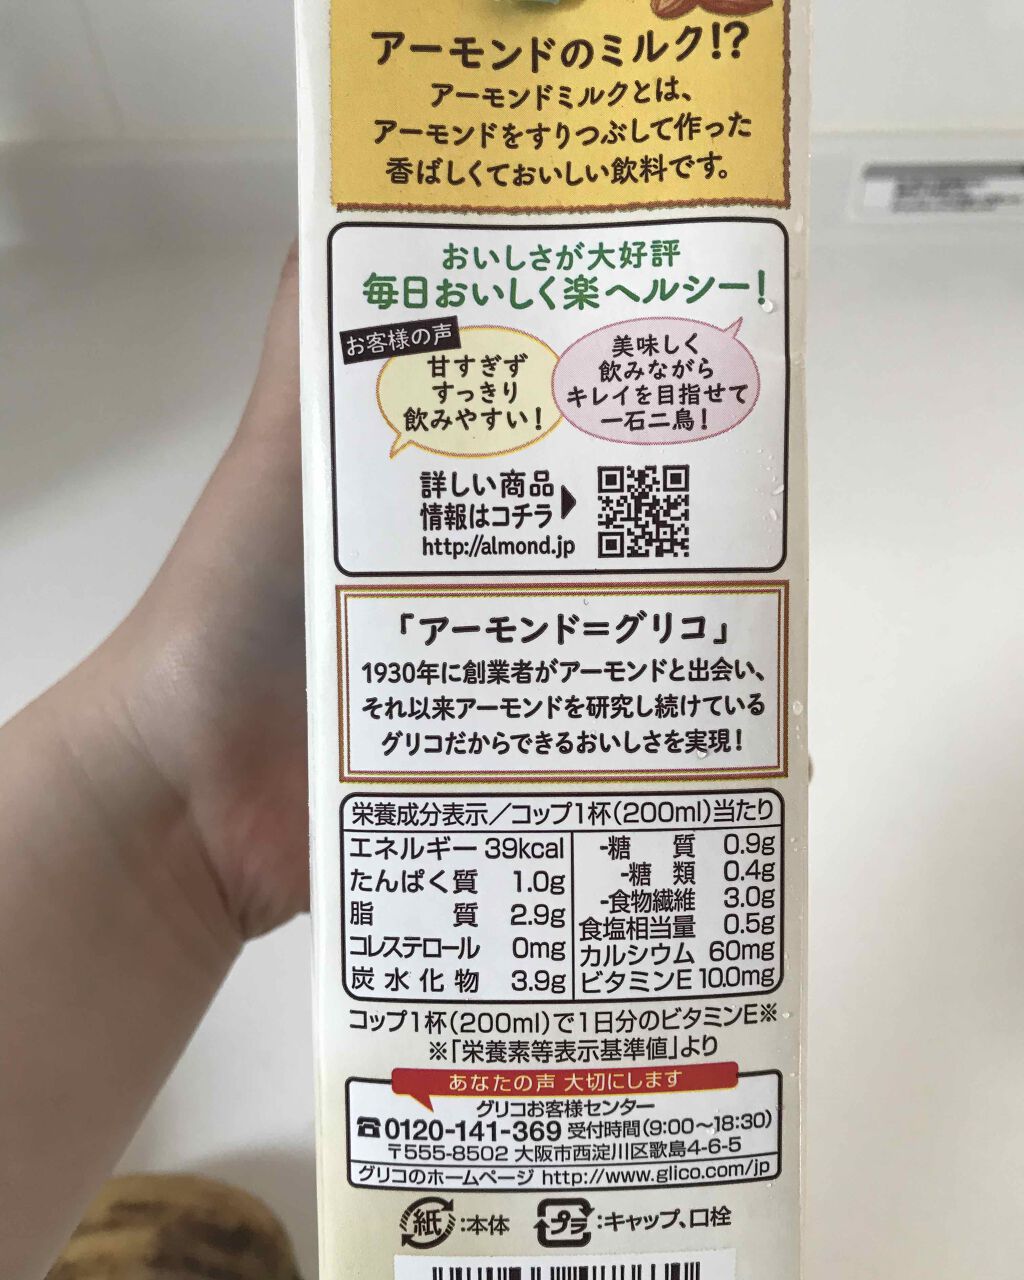 アーモンドのミルク!?
アーモンドミルクとは、
アーモンドをすりつぶして作った
香ばしくておいしい飲料です。
おいしさが大好評
毎日おいしく楽ヘルシー!
お客様の声
甘すぎず
すっきり
飲みやすい!
美味しく
飲みながら
キレイを目指せて
一石二鳥!
詳しい商品
情報はコチラ
http://almond.jp
「アーモンド=グリコ」
1930年に創業者がアーモンドと出会い、
それ以来アーモンドを研究し続けている
グリコだからできるおいしさを実現!
栄養成分表示/コップ1杯(200ml)当たり
エネルギー 39kcal
たんぱく質 1.0g
脂質 2.9g
コレステロール 0mg
炭水化物 3.9g
-糖質 0.9g
-糖類 0.4g
-食物繊維 3.0g
食塩相当量 0.5g
カルシウム 60mg
ビタミンE 10.0mg
コップ1杯(200ml)で1日分のビタミンE※
※「栄養素等表示基準値」より
あなたの声 大切にします
グリコお客様センター
☎0120-141-369 受付時間(9:00〜18:30)
〒555-8502 大阪市西淀川区歌島4-6-5
グリコのホームページ http://www.glico.com/jp
紙:本体 プラ:キャップ、口栓